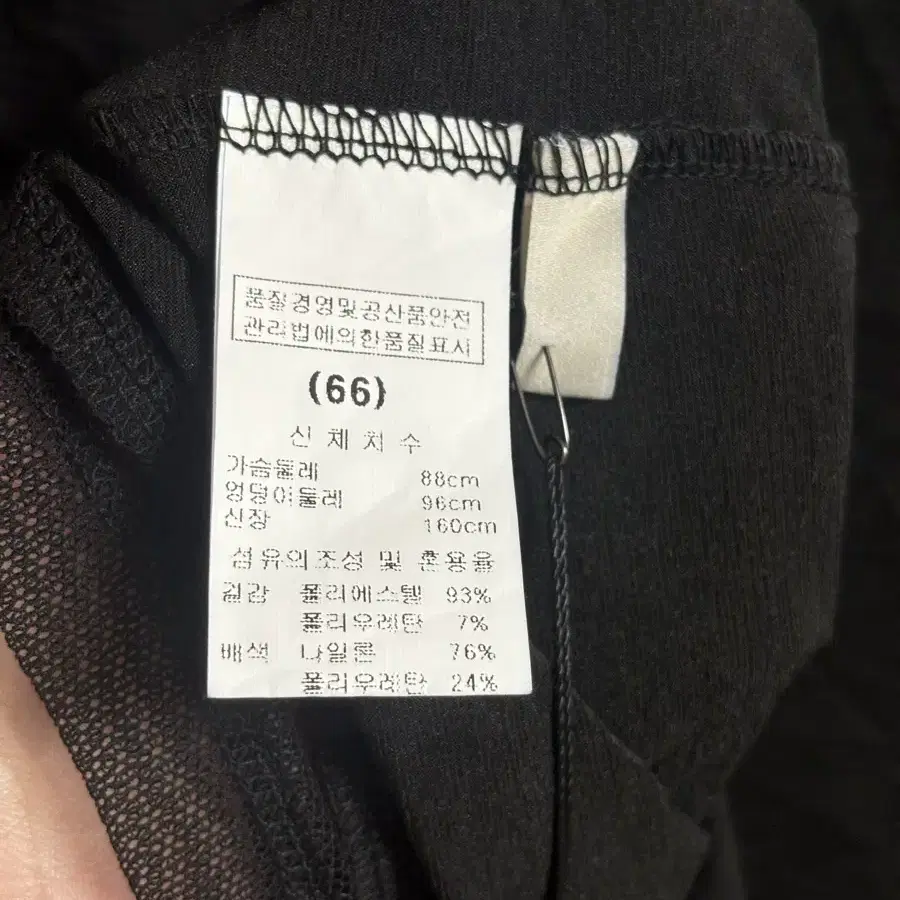 품질경영및공산품안전
관리법에의한품질표시
(66)
신체치수
가슴둘레 88cm
엉덩이둘레 96cm
신장 160cm
섬유의조성 및 혼용율
겉감 폴리에스텔 93%
폴리우레탄 7%
배색 나일론 76%
폴리우레탄 24%